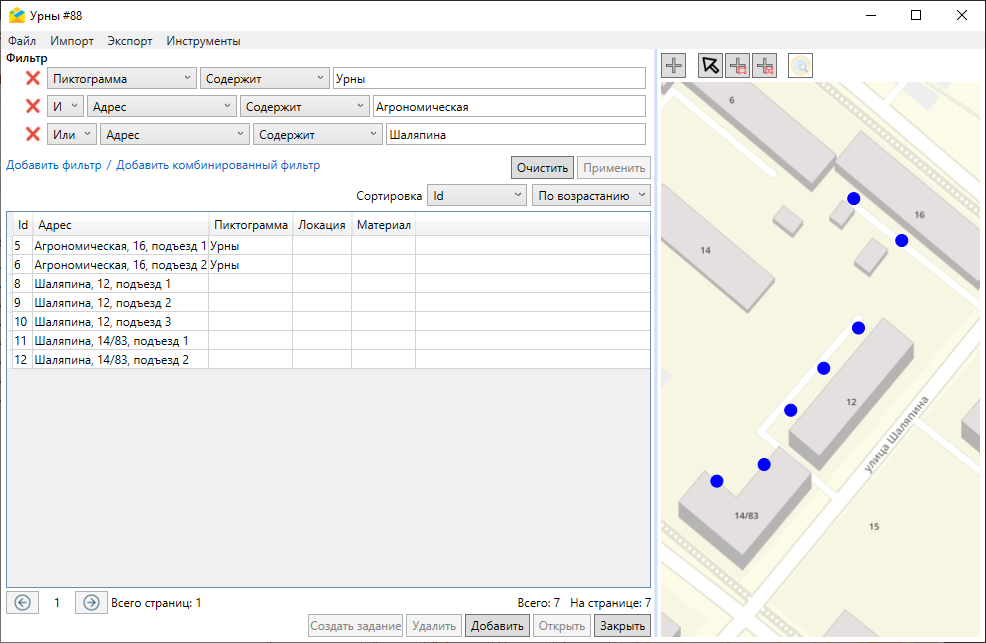 Урны #88
Файл Импорт Экспорт Инструменты
Фильтр
Пиктограмма Содержит Урны
И Адрес Содержит Агрономическая
Или Адрес Содержит Шаляпина
Добавить фильтр / Добавить комбинированный фильтр
Очистить Применить
Сортировка Id По возрастанию
Id Адрес Пиктограмма Локация Материал
5 Агрономическая, 16, подъезд 1 Урны
6 Агрономическая, 16, подъезд 2 Урны
8 Шаляпина, 12, подъезд 1
9 Шаляпина, 12, подъезд 2
10 Шаляпина, 12, подъезд 3
11 Шаляпина, 14/83, подъезд 1
12 Шаляпина, 14/83, подъезд 2
1 Всего страниц: 1 Всего: 7 На странице: 7
Создать задание Удалить Добавить Открыть Закрыть
6
16
14
12
улица Шаляпина
14/83
15